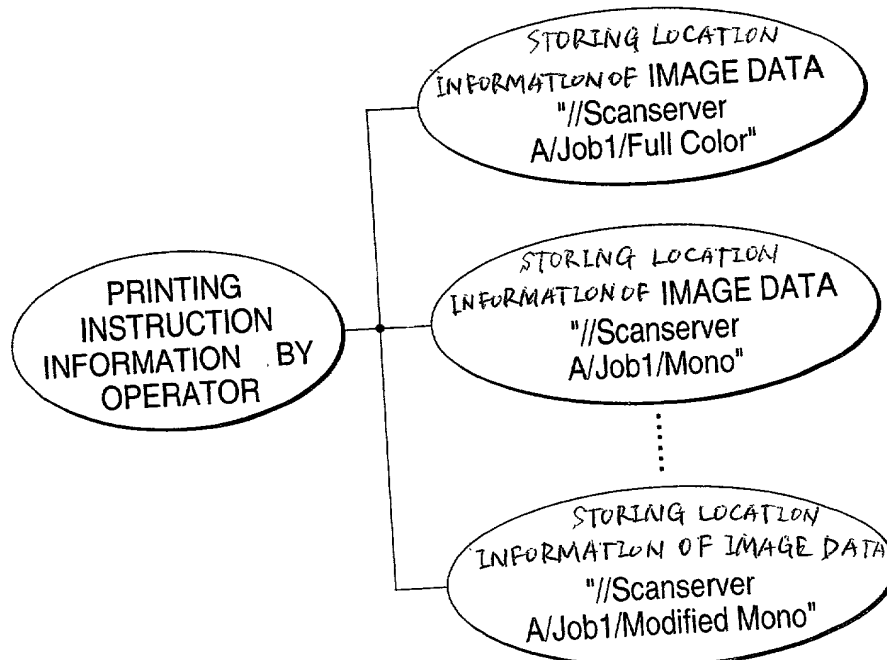 STORING LOCATION
INFORMATION OF IMAGE DATA
"//Scanserver
A/Job1/Full Color"
PRINTING
INSTRUCTION
INFORMATION BY
OPERATOR
STORING LOCATION
INFORMATION OF IMAGE DATA
"//Scanserver
A/Job1/Mono"
STORING LOCATION
INFORMATION OF IMAGE DATA
"//Scanserver
A/Job1/Modified Mono"